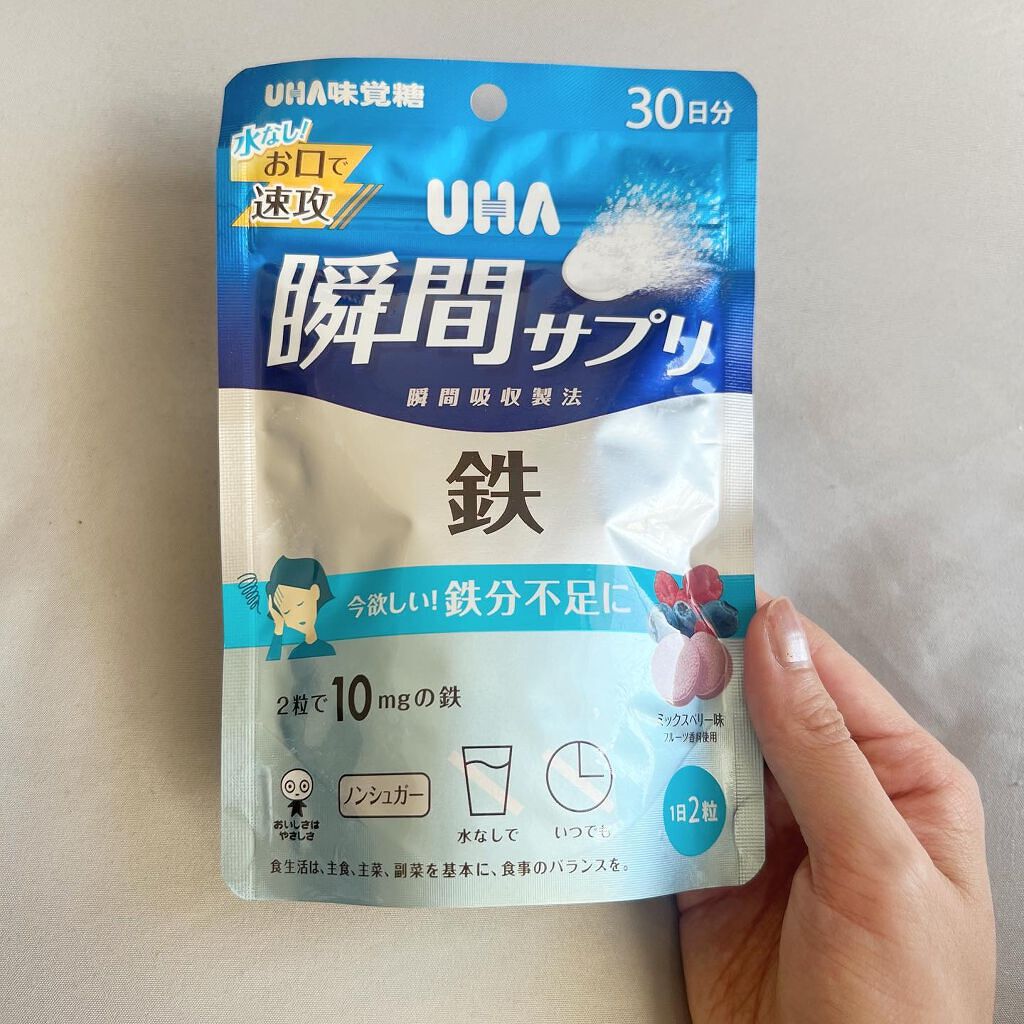 UHA味覚糖
30日分
水なし!
お口で
速攻
UHA
瞬間サプリ
瞬間吸収製法
鉄
今欲しい!鉄分不足に
2粒で10mgの鉄
ミックスベリー味
フルーツ香料使用
おいしさは
やさしさ
ノンシュガー
水なしで
いつでも
1日2粒
食生活は、主食、主菜、副菜を基本に、食事のバランスを。